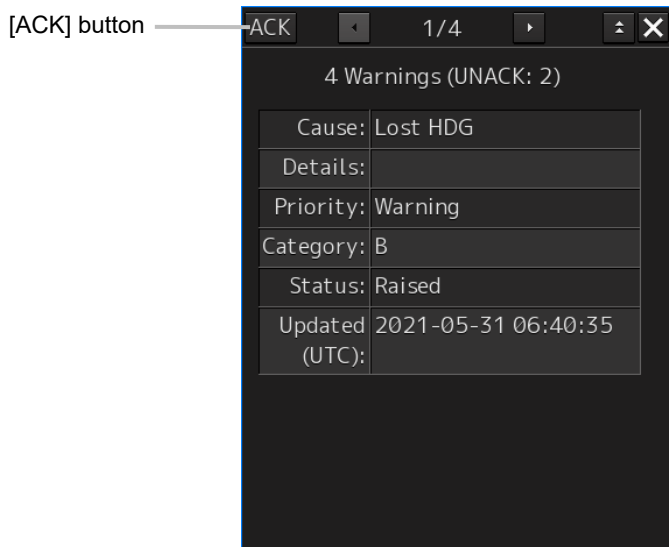 [ACK] button
ACK 1/4
4 Warnings (UNACK: 2)
Cause: Lost HDG
Details:
Priority: Warning
Category: B
Status: Raised
Updated 2021-05-31 06:40:35
(UTC):